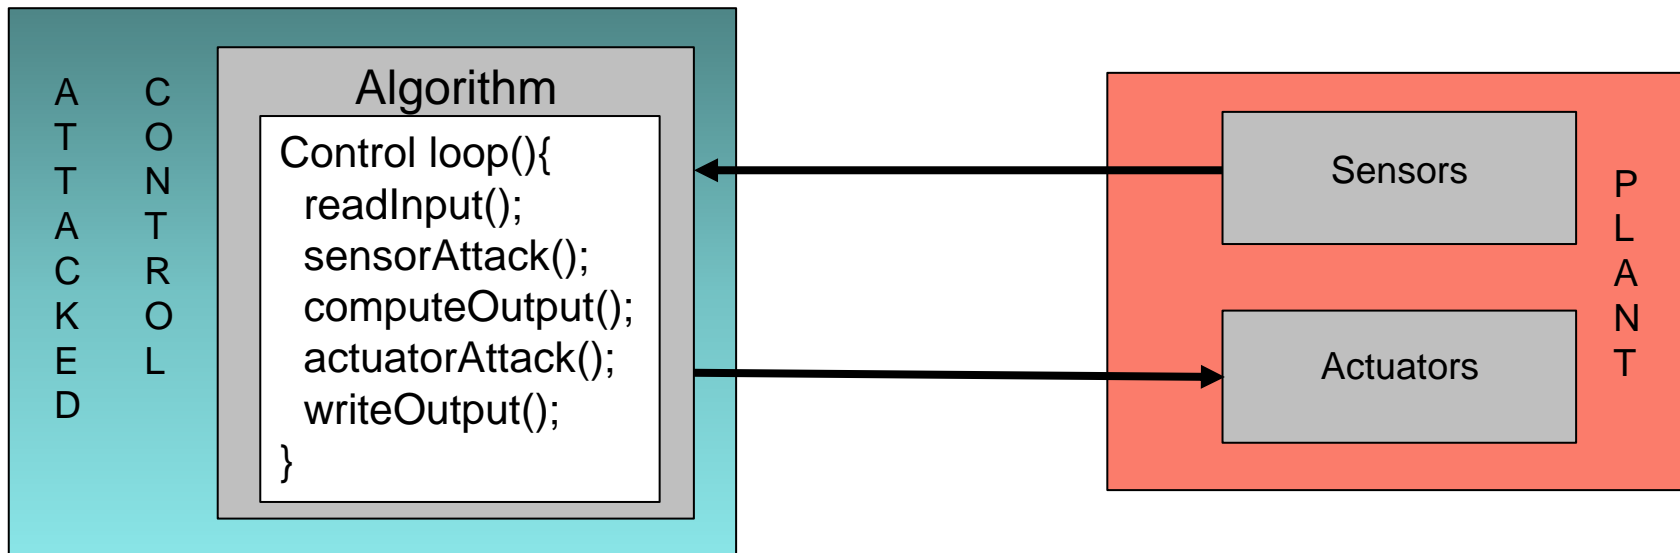 ATTACKED
CONTROL
Algorithm
Control loop(){
readInput();
sensorAttack();
computeOutput();
actuatorAttack();
writeOutput();
}
Sensors
Actuators
PLANT